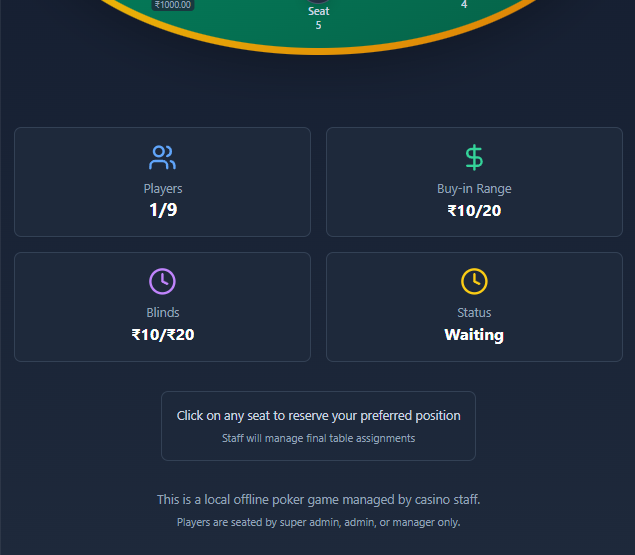 ₹1000.00
Seat
4
5
Players
1/9
Buy-in Range
₹10/20
Blinds
₹10/₹20
Status
Waiting
Click on any seat to reserve your preferred position
Staff will manage final table assignments
This is a local offline poker game managed by casino staff.
Players are seated by super admin, admin, or manager only.